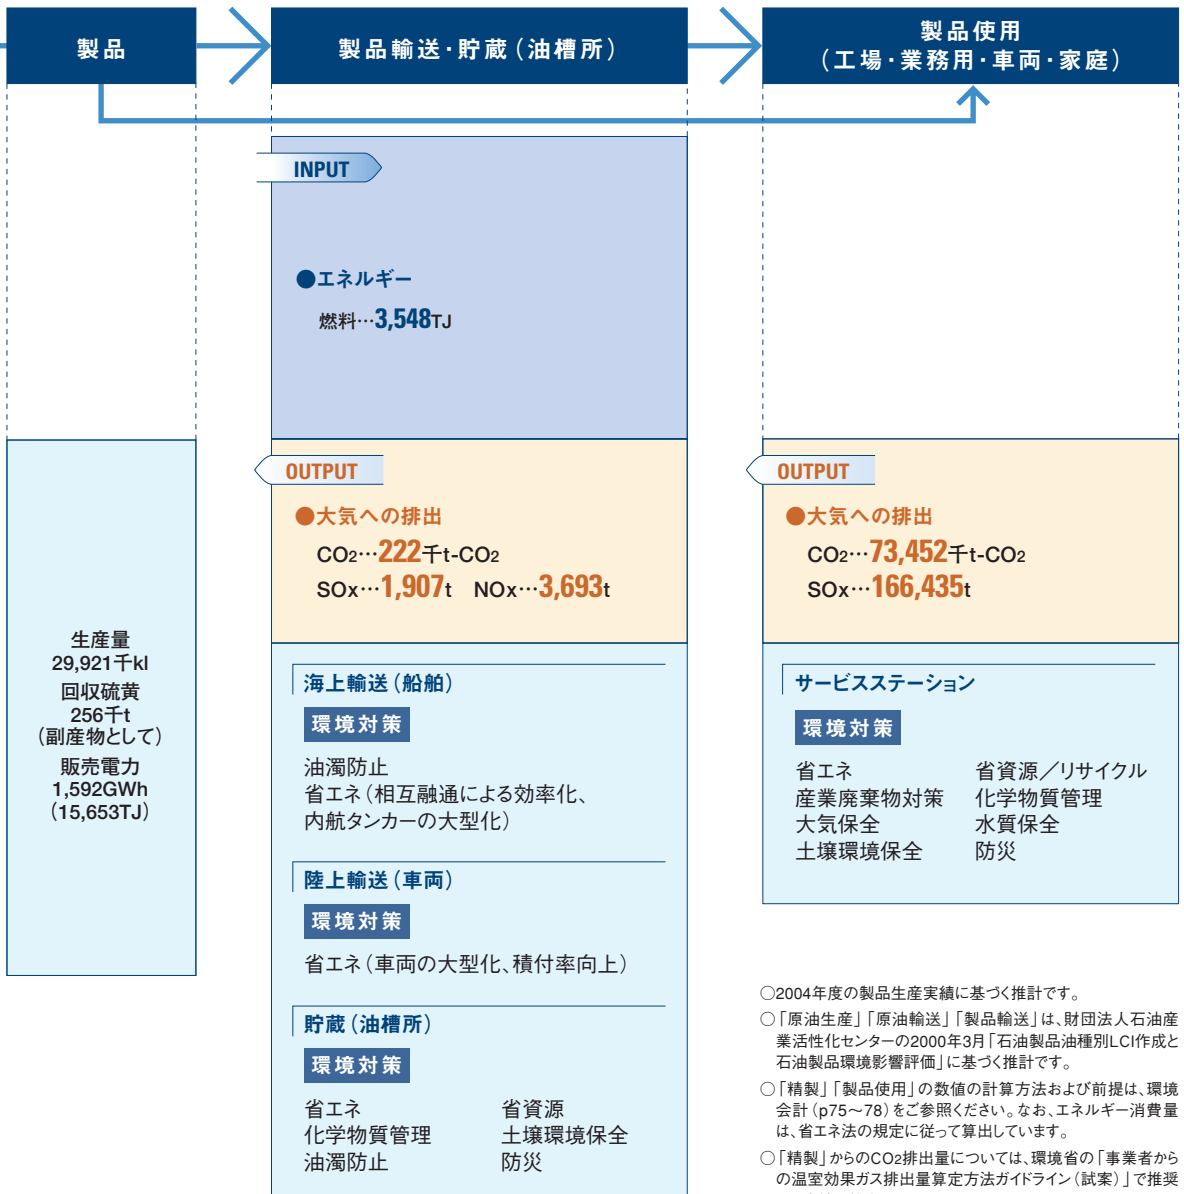 製品
製品輸送・貯蔵（油槽所）
製品使用
（工場・業務用・車両・家庭）
INPUT
●エネルギー
燃料…3,548TJ
OUTPUT
●大気への排出
CO2…222千t-CO2
SOx…1,907t NOx…3,693t
OUTPUT
●大気への排出
CO2…73,452千t-CO2
SOx…166,435t
生産量
29,921千kl
回収硫黄
256千t
（副産物として）
販売電力
1,592GWh
（15,653TJ）
海上輸送（船舶）
環境対策
油濁防止
省エネ（相互融通による効率化、
内航タンカーの大型化）
陸上輸送（車両）
環境対策
省エネ（車両の大型化、積付率向上）
貯蔵（油槽所）
環境対策
省エネ 省資源
化学物質管理 土壌環境保全
油濁防止 防災
サービスステーション
環境対策
省エネ 省資源／リサイクル
産業廃棄物対策 化学物質管理
大気保全 水質保全
土壌環境保全 防災
○2004年度の製品生産実績に基づく推計です。
○「原油生産」「原油輸送」「製品輸送」は、財団法人石油産
業活性化センターの2000年3月「石油製品油種別LCI作成と
石油製品環境影響評価」に基づく推計です。
○「精製」「製品使用」の数値の計算方法および前提は、環境
会計（p75～78）をご参照ください。なお、エネルギー消費量
は、省エネ法の規定に従って算出しています。
○「精製」からのCO2排出量については、環境省の「事業者から
の温室効果ガス排出量算定方法ガイドライン（試案）」で推奨